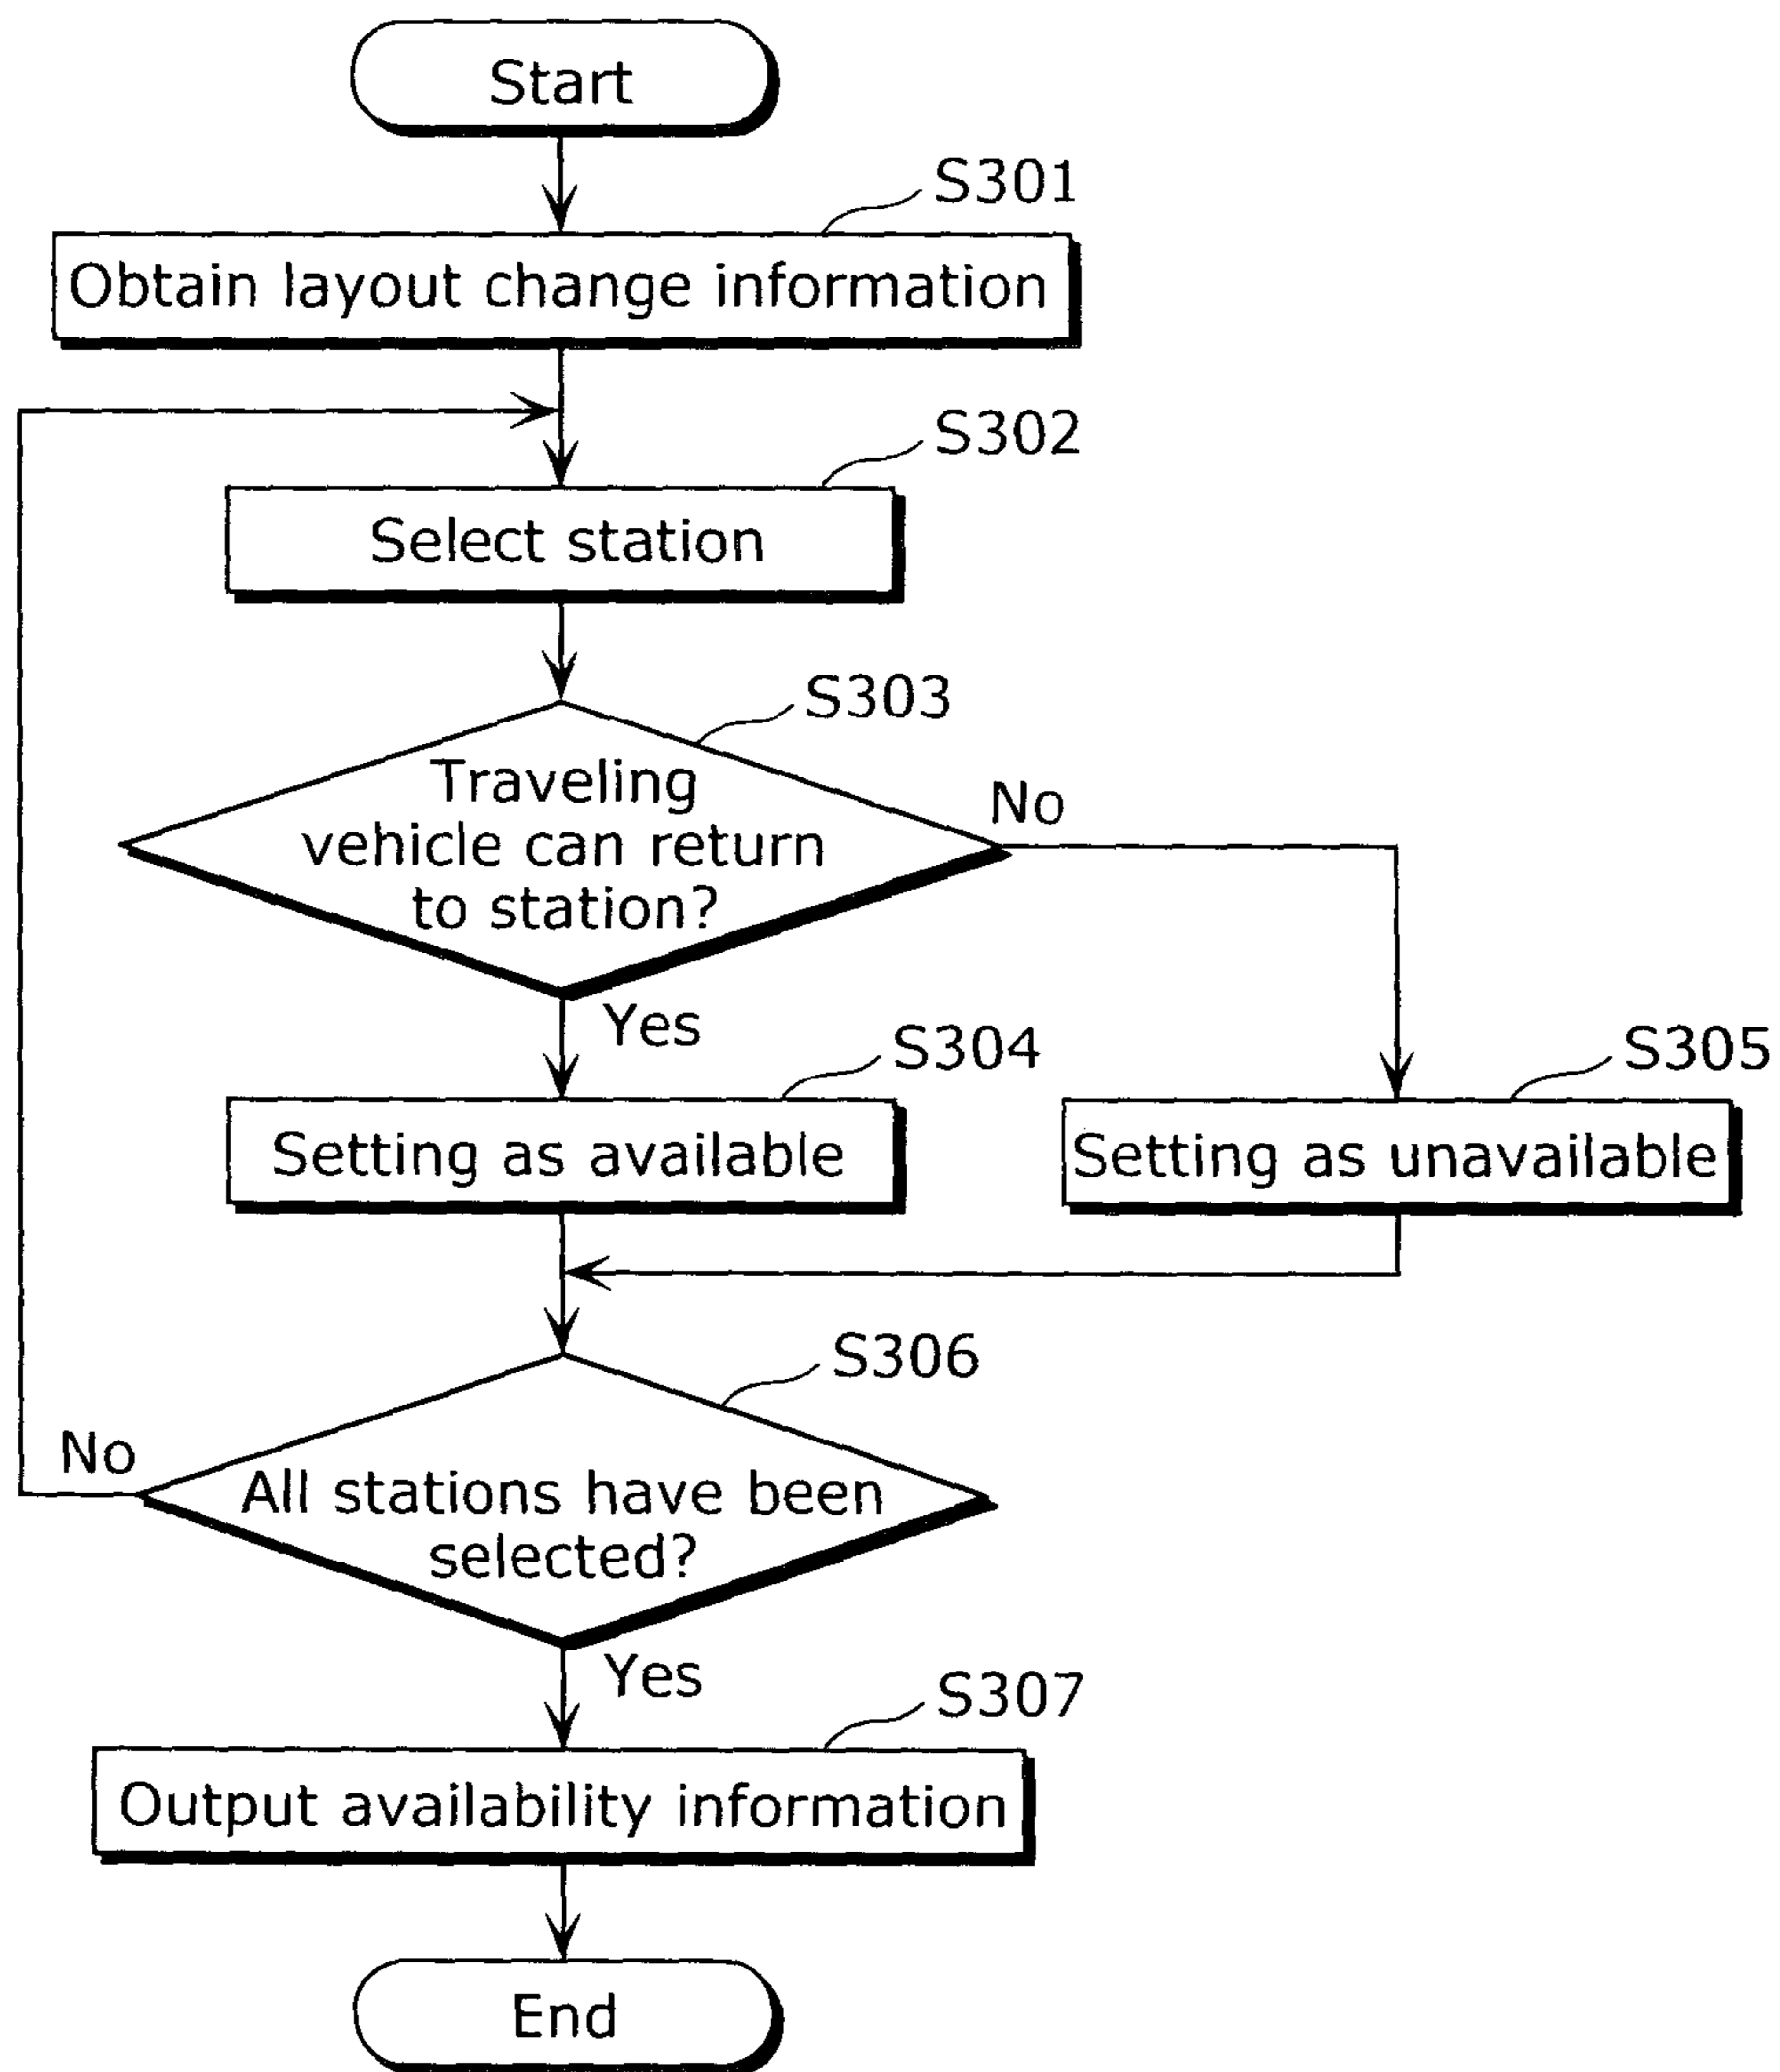 Start
S301
Obtain layout change information
S302
Select station
S303
Traveling
vehicle can return
to station?
No
Yes
S304
S305
Setting as available
Setting as unavailable
S306
No
All stations have been
selected?
Yes
S307
Output availability information
End